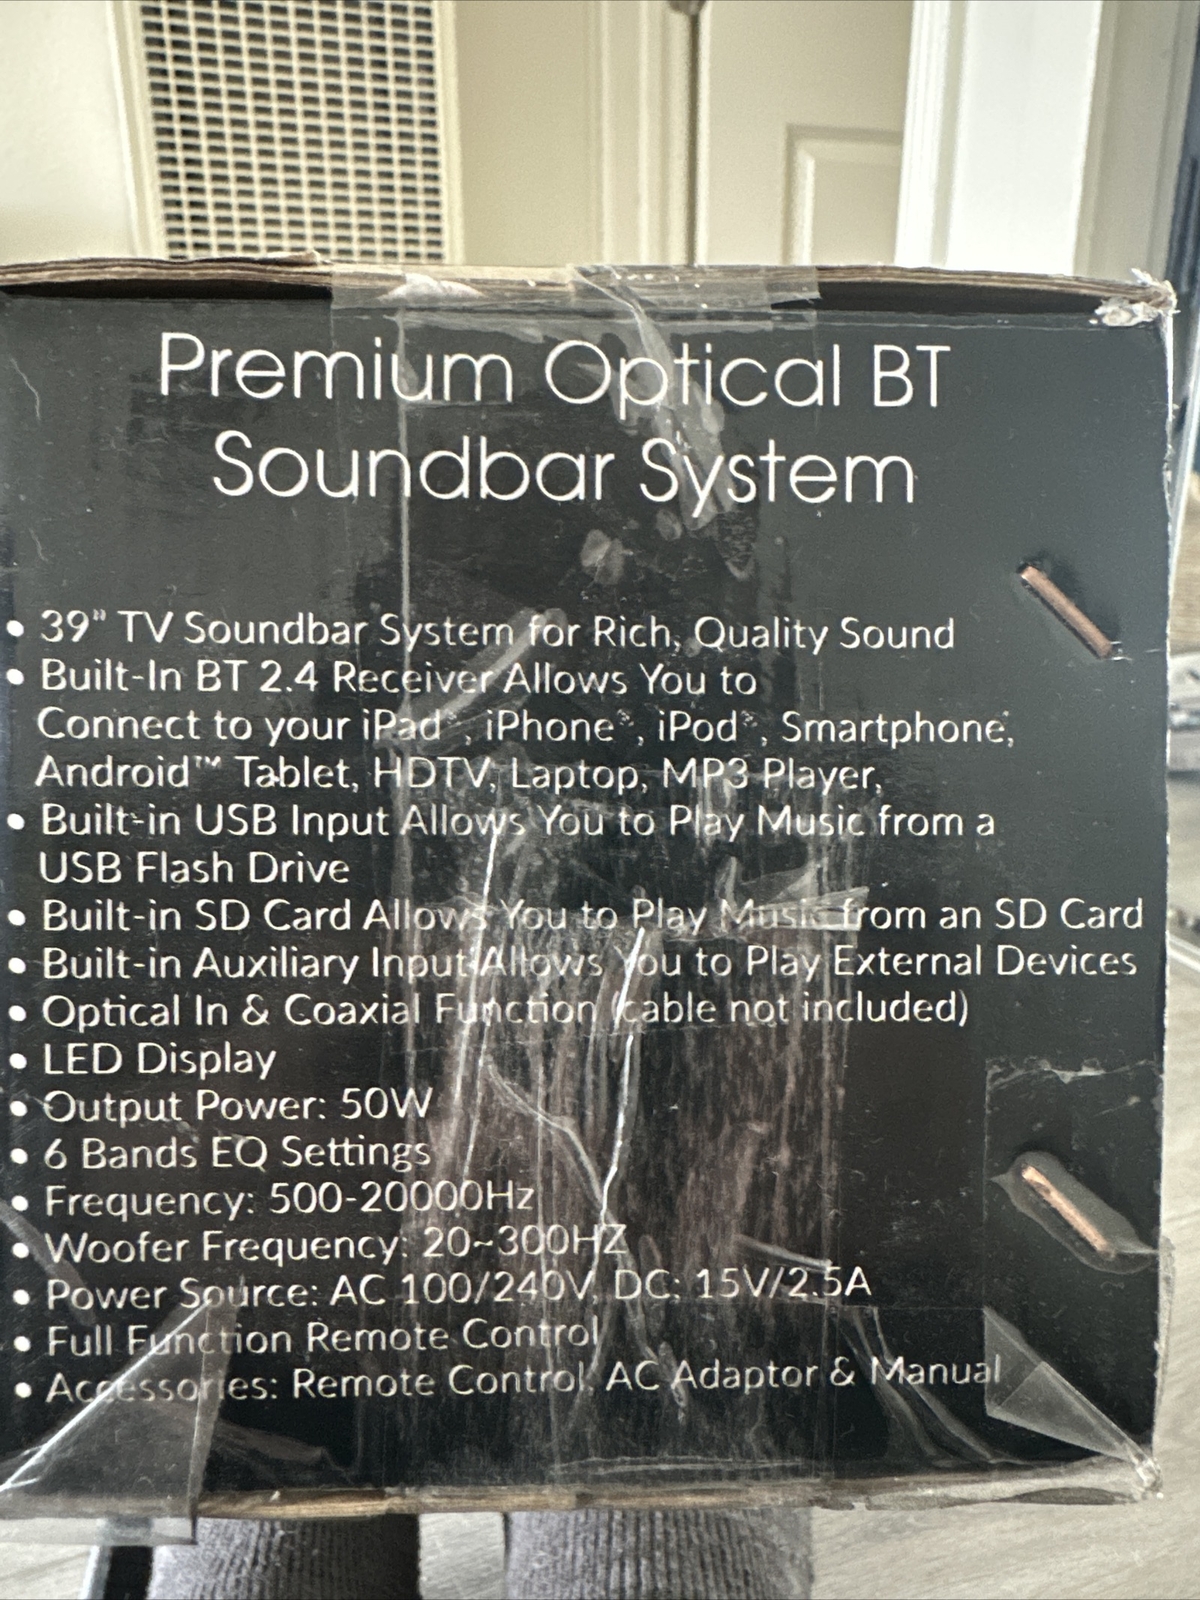 Premium Optical BT
Soundbar System
• 39" TV Soundbar System for Rich, Quality Sound
• Built-In BT 2.4 Receiver Allows You to
Connect to your iPad®, iPhone®, iPod®, Smartphone,
Android™ Tablet, HDTV, Laptop, MP3 Player,
• Built-in USB Input Allows You to Play Music from a
USB Flash Drive
• Built-in SD Card Allows You to Play Music from an SD Card
• Built-in Auxiliary Input Allows You to Play External Devices
• Optical In & Coaxial Function (cable not included)
• LED Display
• Output Power: 50W
• 6 Bands EQ Settings
• Frequency: 500-20000Hz
• Woofer Frequency: 20~300HZ
• Power Source: AC 100/240V, DC: 15V/2.5A
• Full Function Remote Control
• Accessories: Remote Control, AC Adaptor & Manual